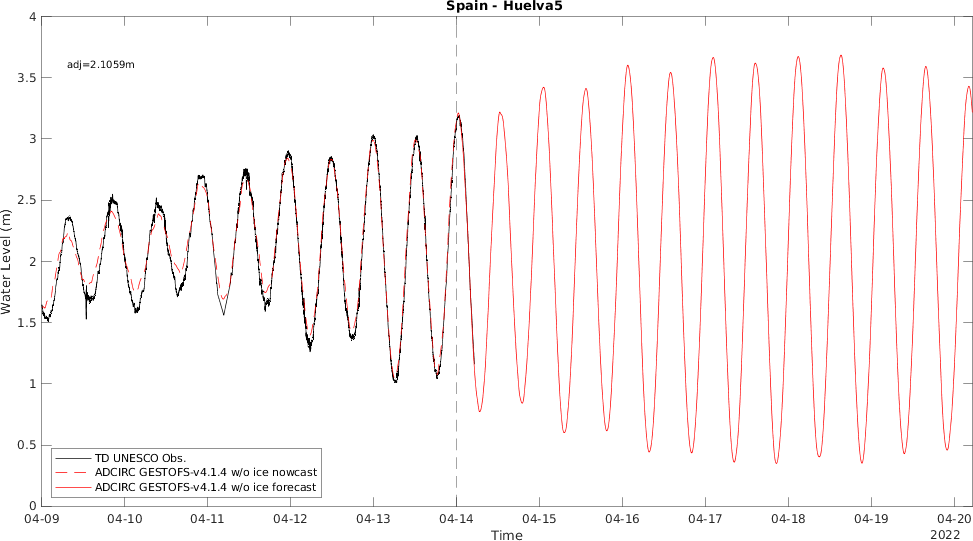 Spain - Huelva5
4
adj=2.1059m
3.5
3
2.5
2
1.5
1
0.5
0
Water Level (m)
TD UNESCO Obs.
ADCIRC GESTOFS-v4.1.4 w/o ice nowcast
ADCIRC GESTOFS-v4.1.4 w/o ice forecast
04-09 04-10 04-11 04-12 04-13 04-14 04-15 04-16 04-17 04-18 04-19 04-20
Time
2022